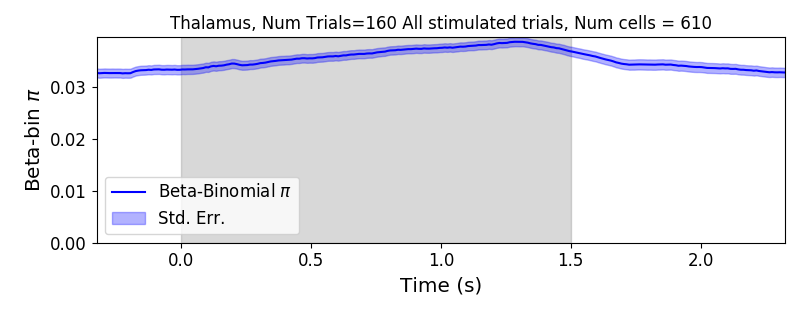 Thalamus, Num Trials=160 All stimulated trials, Num cells = 610
Beta-bin π
0.03
0.02
0.01
0.00
Beta-Binomial π
Std. Err.
0.0 0.5 1.0 1.5 2.0
Time (s)